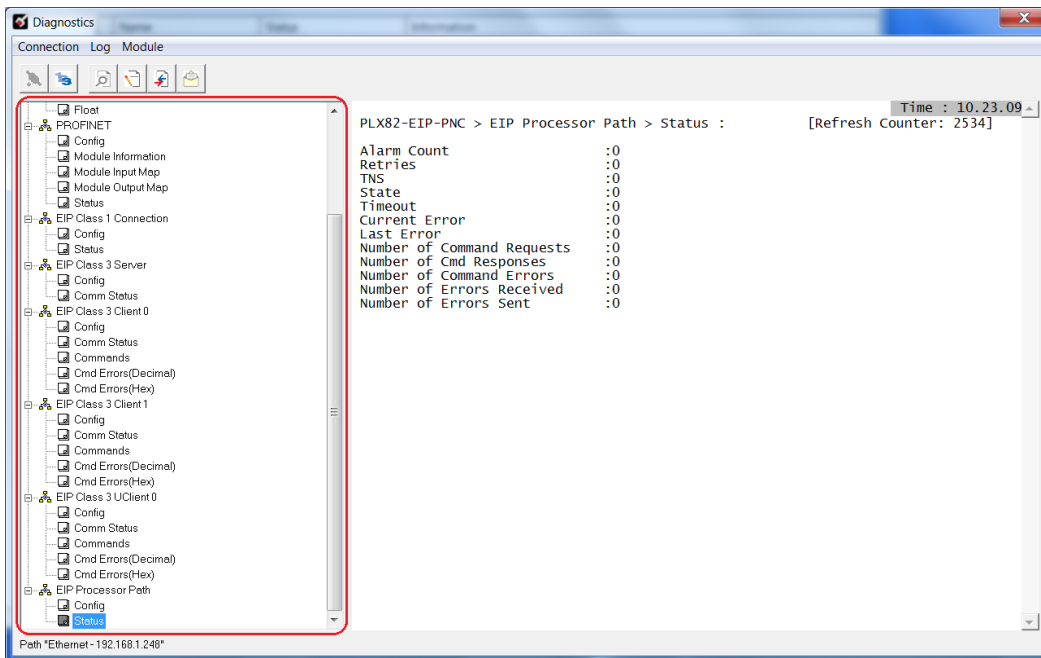 Diagnostics
Name Status Information
Connection Log Module
Float
PROFINET
Config
Module Information
Module Input Map
Module Output Map
Status
EIP Class 1 Connection
Config
Status
EIP Class 3 Server
Config
Comm Status
EIP Class 3 Client 0
Config
Comm Status
Commands
Cmd Errors(Decimal)
Cmd Errors(Hex)
EIP Class 3 Client 1
Config
Comm Status
Commands
Cmd Errors(Decimal)
Cmd Errors(Hex)
EIP Class 3 UClient 0
Config
Comm Status
Commands
Cmd Errors(Decimal)
Cmd Errors(Hex)
EIP Processor Path
Config
Status
Time : 10.23.09
PLX82-EIP-PNC > EIP Processor Path > Status : [Refresh Counter: 2534]
Alarm Count :0
Retries :0
TNS :0
State :0
Timeout :0
Current Error :0
Last Error :0
Number of Command Requests :0
Number of Cmd Responses :0
Number of Command Errors :0
Number of Errors Received :0
Number of Errors Sent :0
Path "Ethernet - 192.168.1.248"